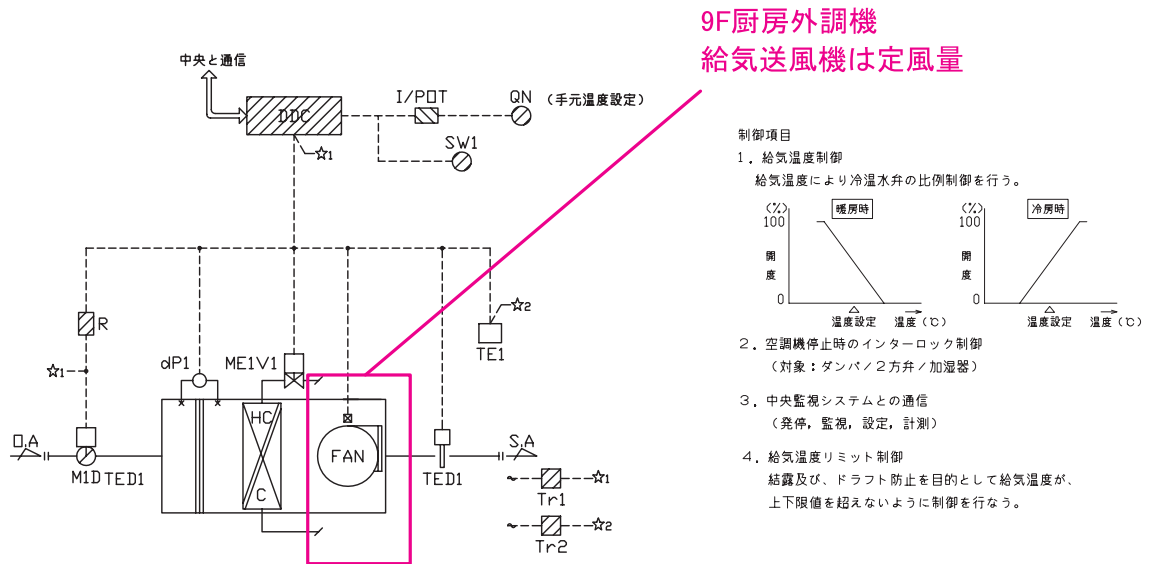 9F厨房外調機
給気送風機は定風量
中央と通信
DDC
I/POT
QN
(手元温度設定)
SW1
☆1
☆2
R
TE1
dP1
ME1V1
☆1
HC
C
FAN
O.A
M1D
TED1
TED1
S.A
Tr1
☆1
Tr2
☆2
制御項目
1. 給気温度制御
給気温度により冷温水弁の比例制御を行う。
(%)
100
暖房時
開
度
0
温度設定
温度(℃)
(%)
100
冷房時
開
度
0
温度設定
温度(℃)
2. 空調機停止時のインターロック制御
(対象:ダンパ/2方弁/加湿器)
3. 中央監視システムとの通信
(発停,監視,設定,計測)
4. 給気温度リミット制御
結露及び、ドラフト防止を目的として給気温度が、
上下限値を超えないように制御を行なう。